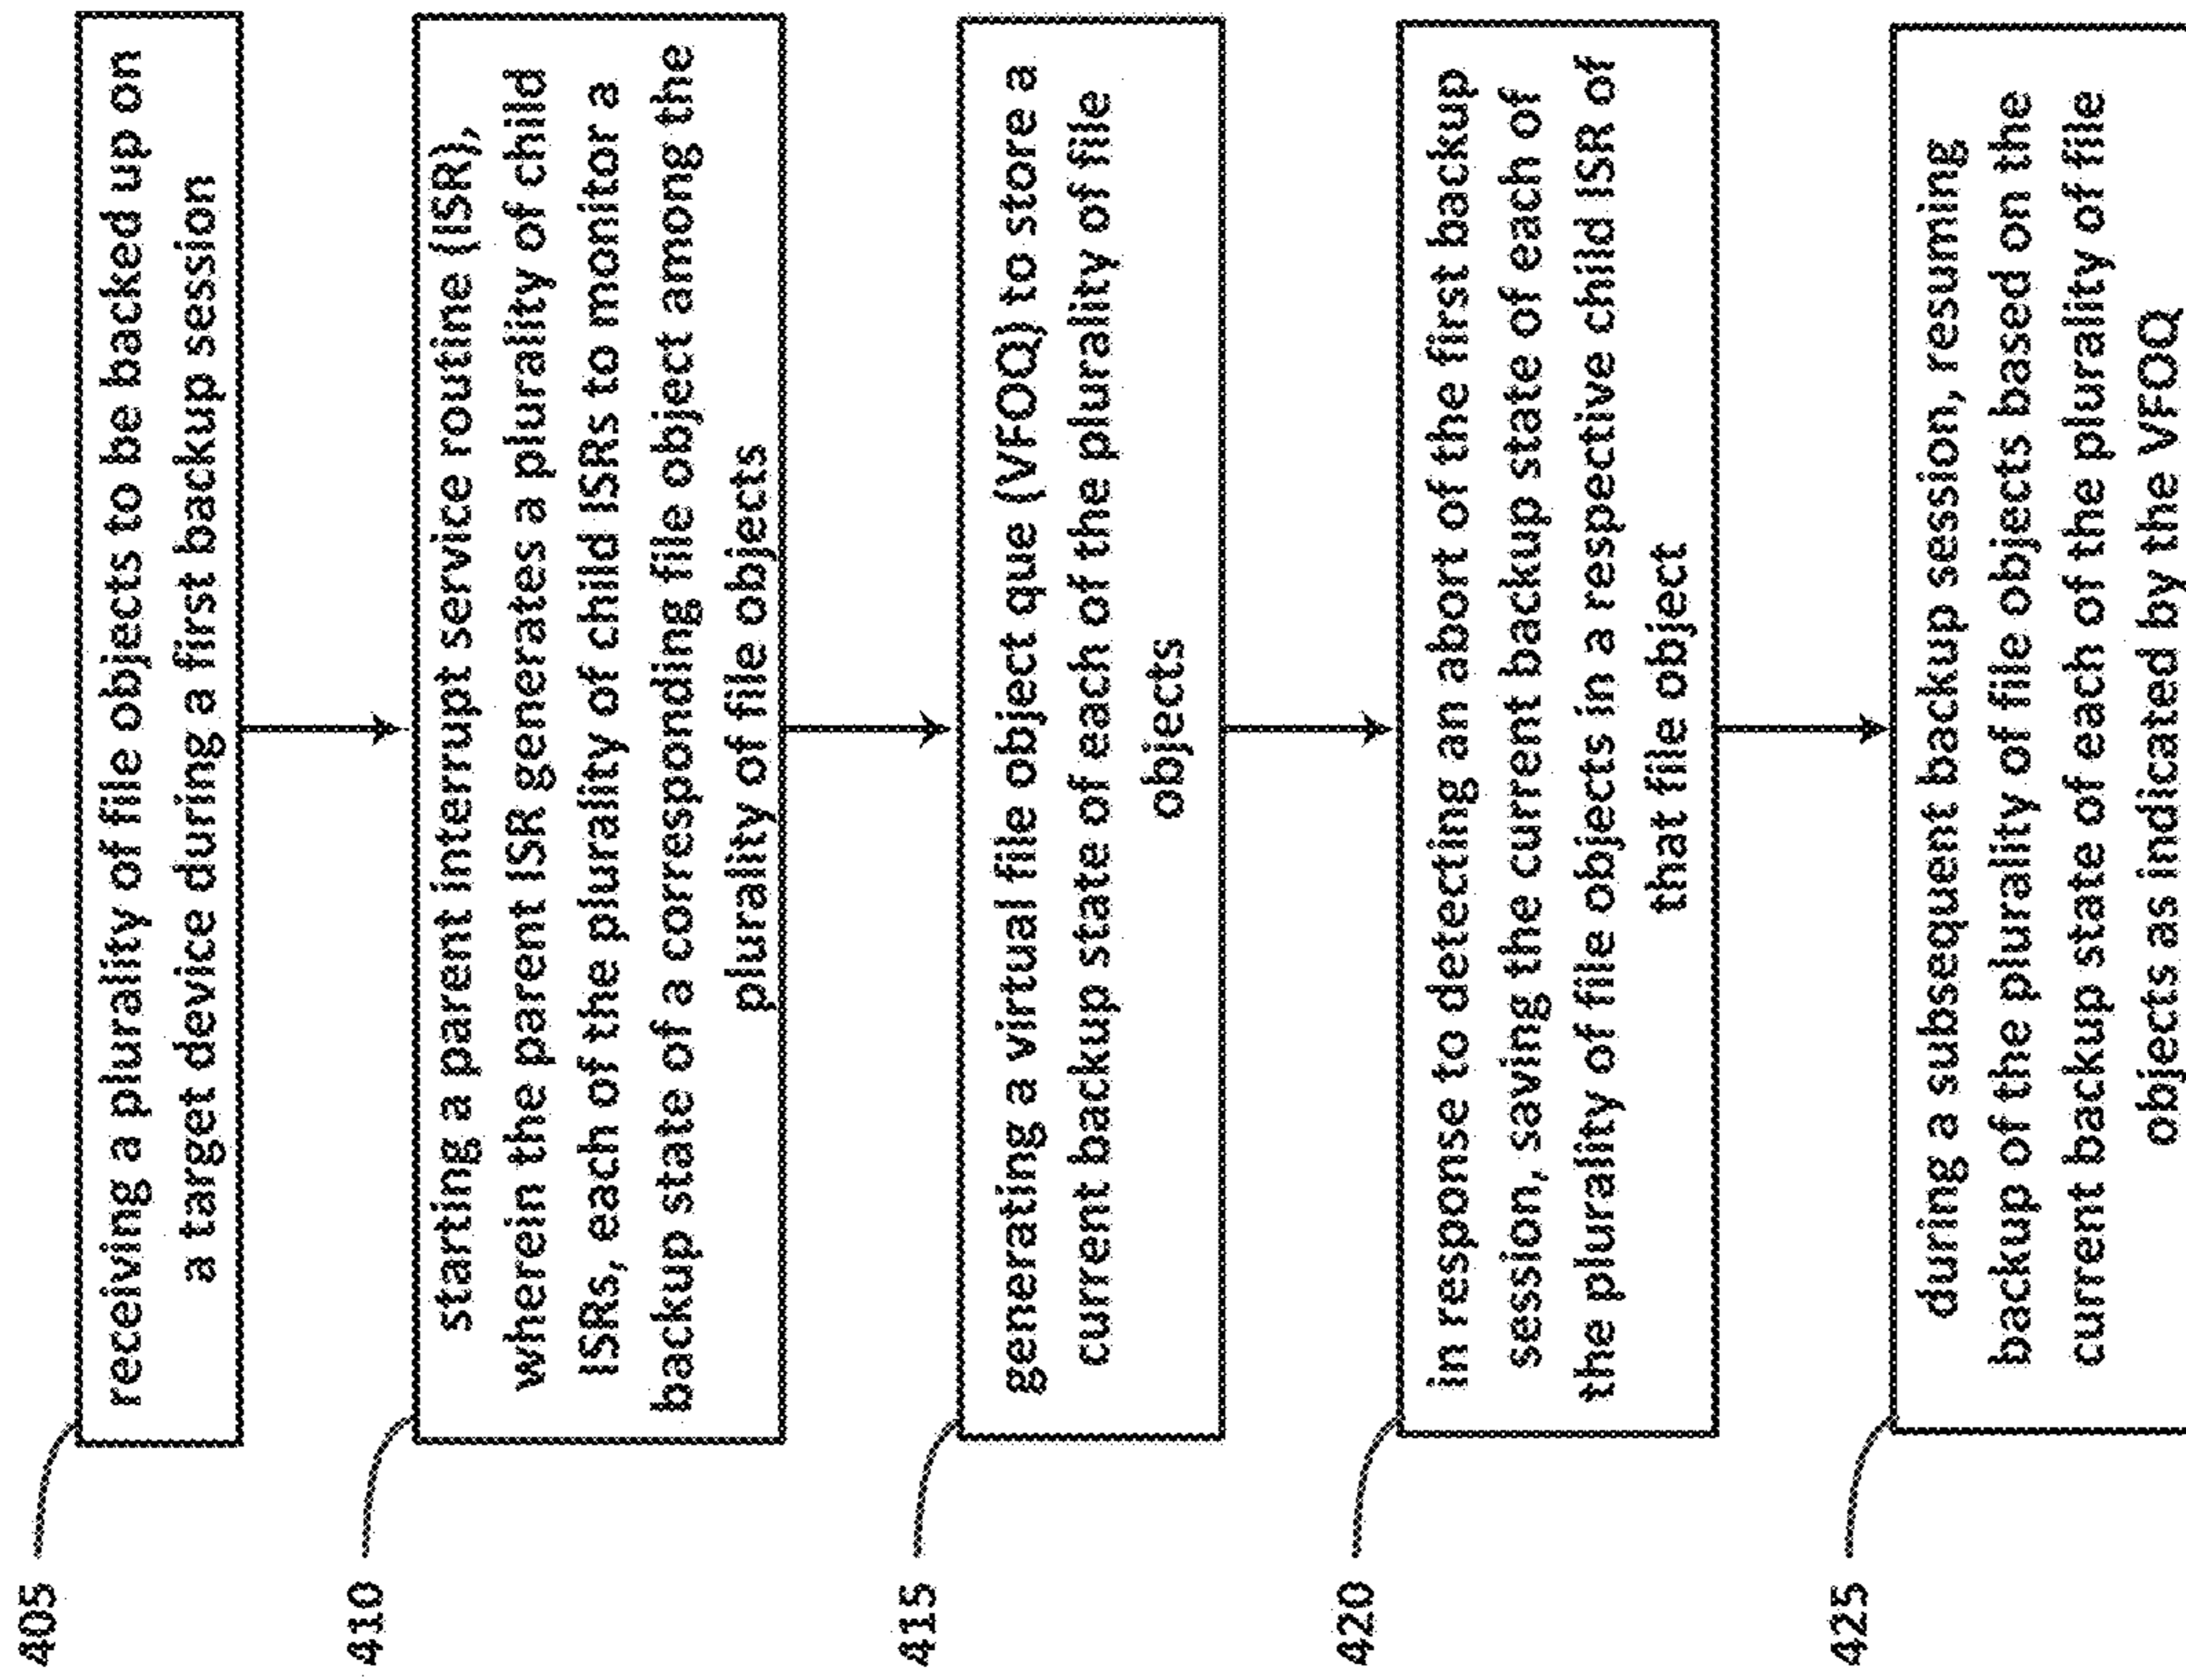 405
receiving a plurality of file objects to be backed up on
a target device during a first backup session
410
starting a parent interrupt service routine (ISR),
wherein the parent ISR generates a plurality of child
ISRs, each of the plurality of child ISRs to monitor a
backup state of a corresponding file object among the
plurality of file objects
415
generating a virtual file object que (VFOQ) to store a
current backup state of each of the plurality of file
objects
420
in response to detecting an abort of the first backup
session, saving the current backup state of each of
the plurality of file objects in a respective child ISR of
that file object
425
during a subsequent backup session, resuming
backup of the plurality of file objects based on the
current backup state of each of the plurality of file
objects as indicated by the VFOQ